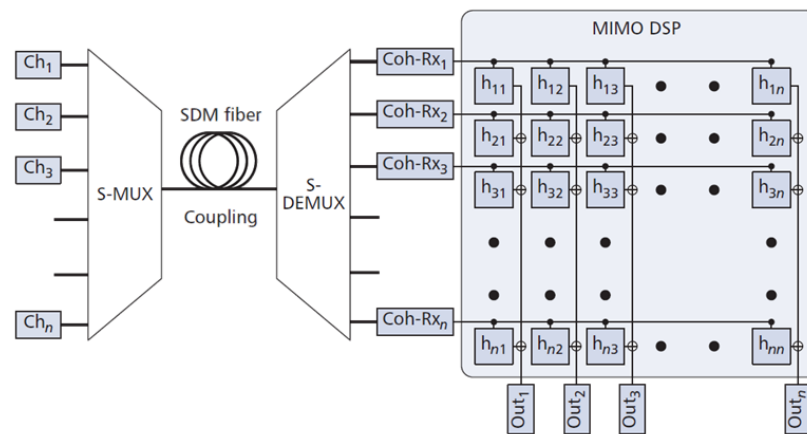 MIMO DSP
Ch1
Ch2
Ch3
Chn
S-MUX
SDM fiber
Coupling
S-
DEMUX
Coh-Rx1
Coh-Rx2
Coh-Rx3
Coh-Rxn
h11 h12 h13 h1n
h21 h22 h23 h2n
h31 h32 h33 h3n
hn1 hn2 hn3 hnn
Out1 Out2 Out3 Outn